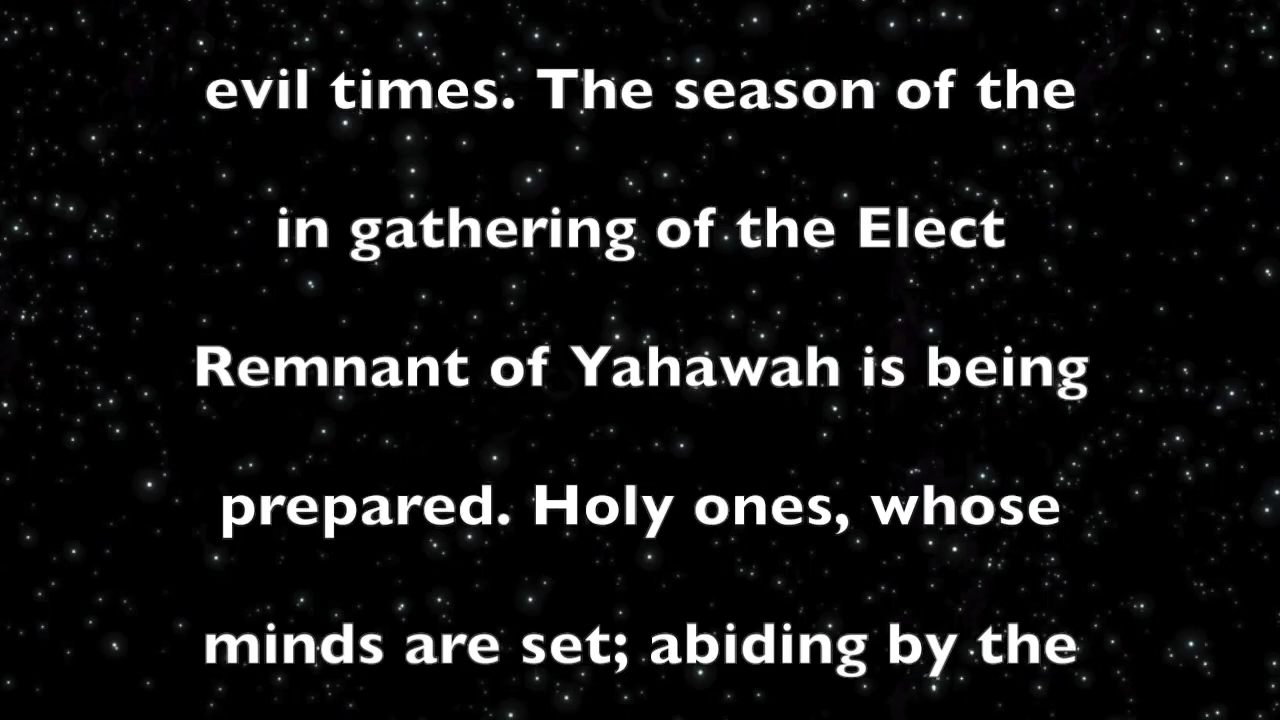 evil times. The season of the
in gathering of the Elect
Remnant of Yahawah is being
prepared. Holy ones, whose
minds are set; abiding by the